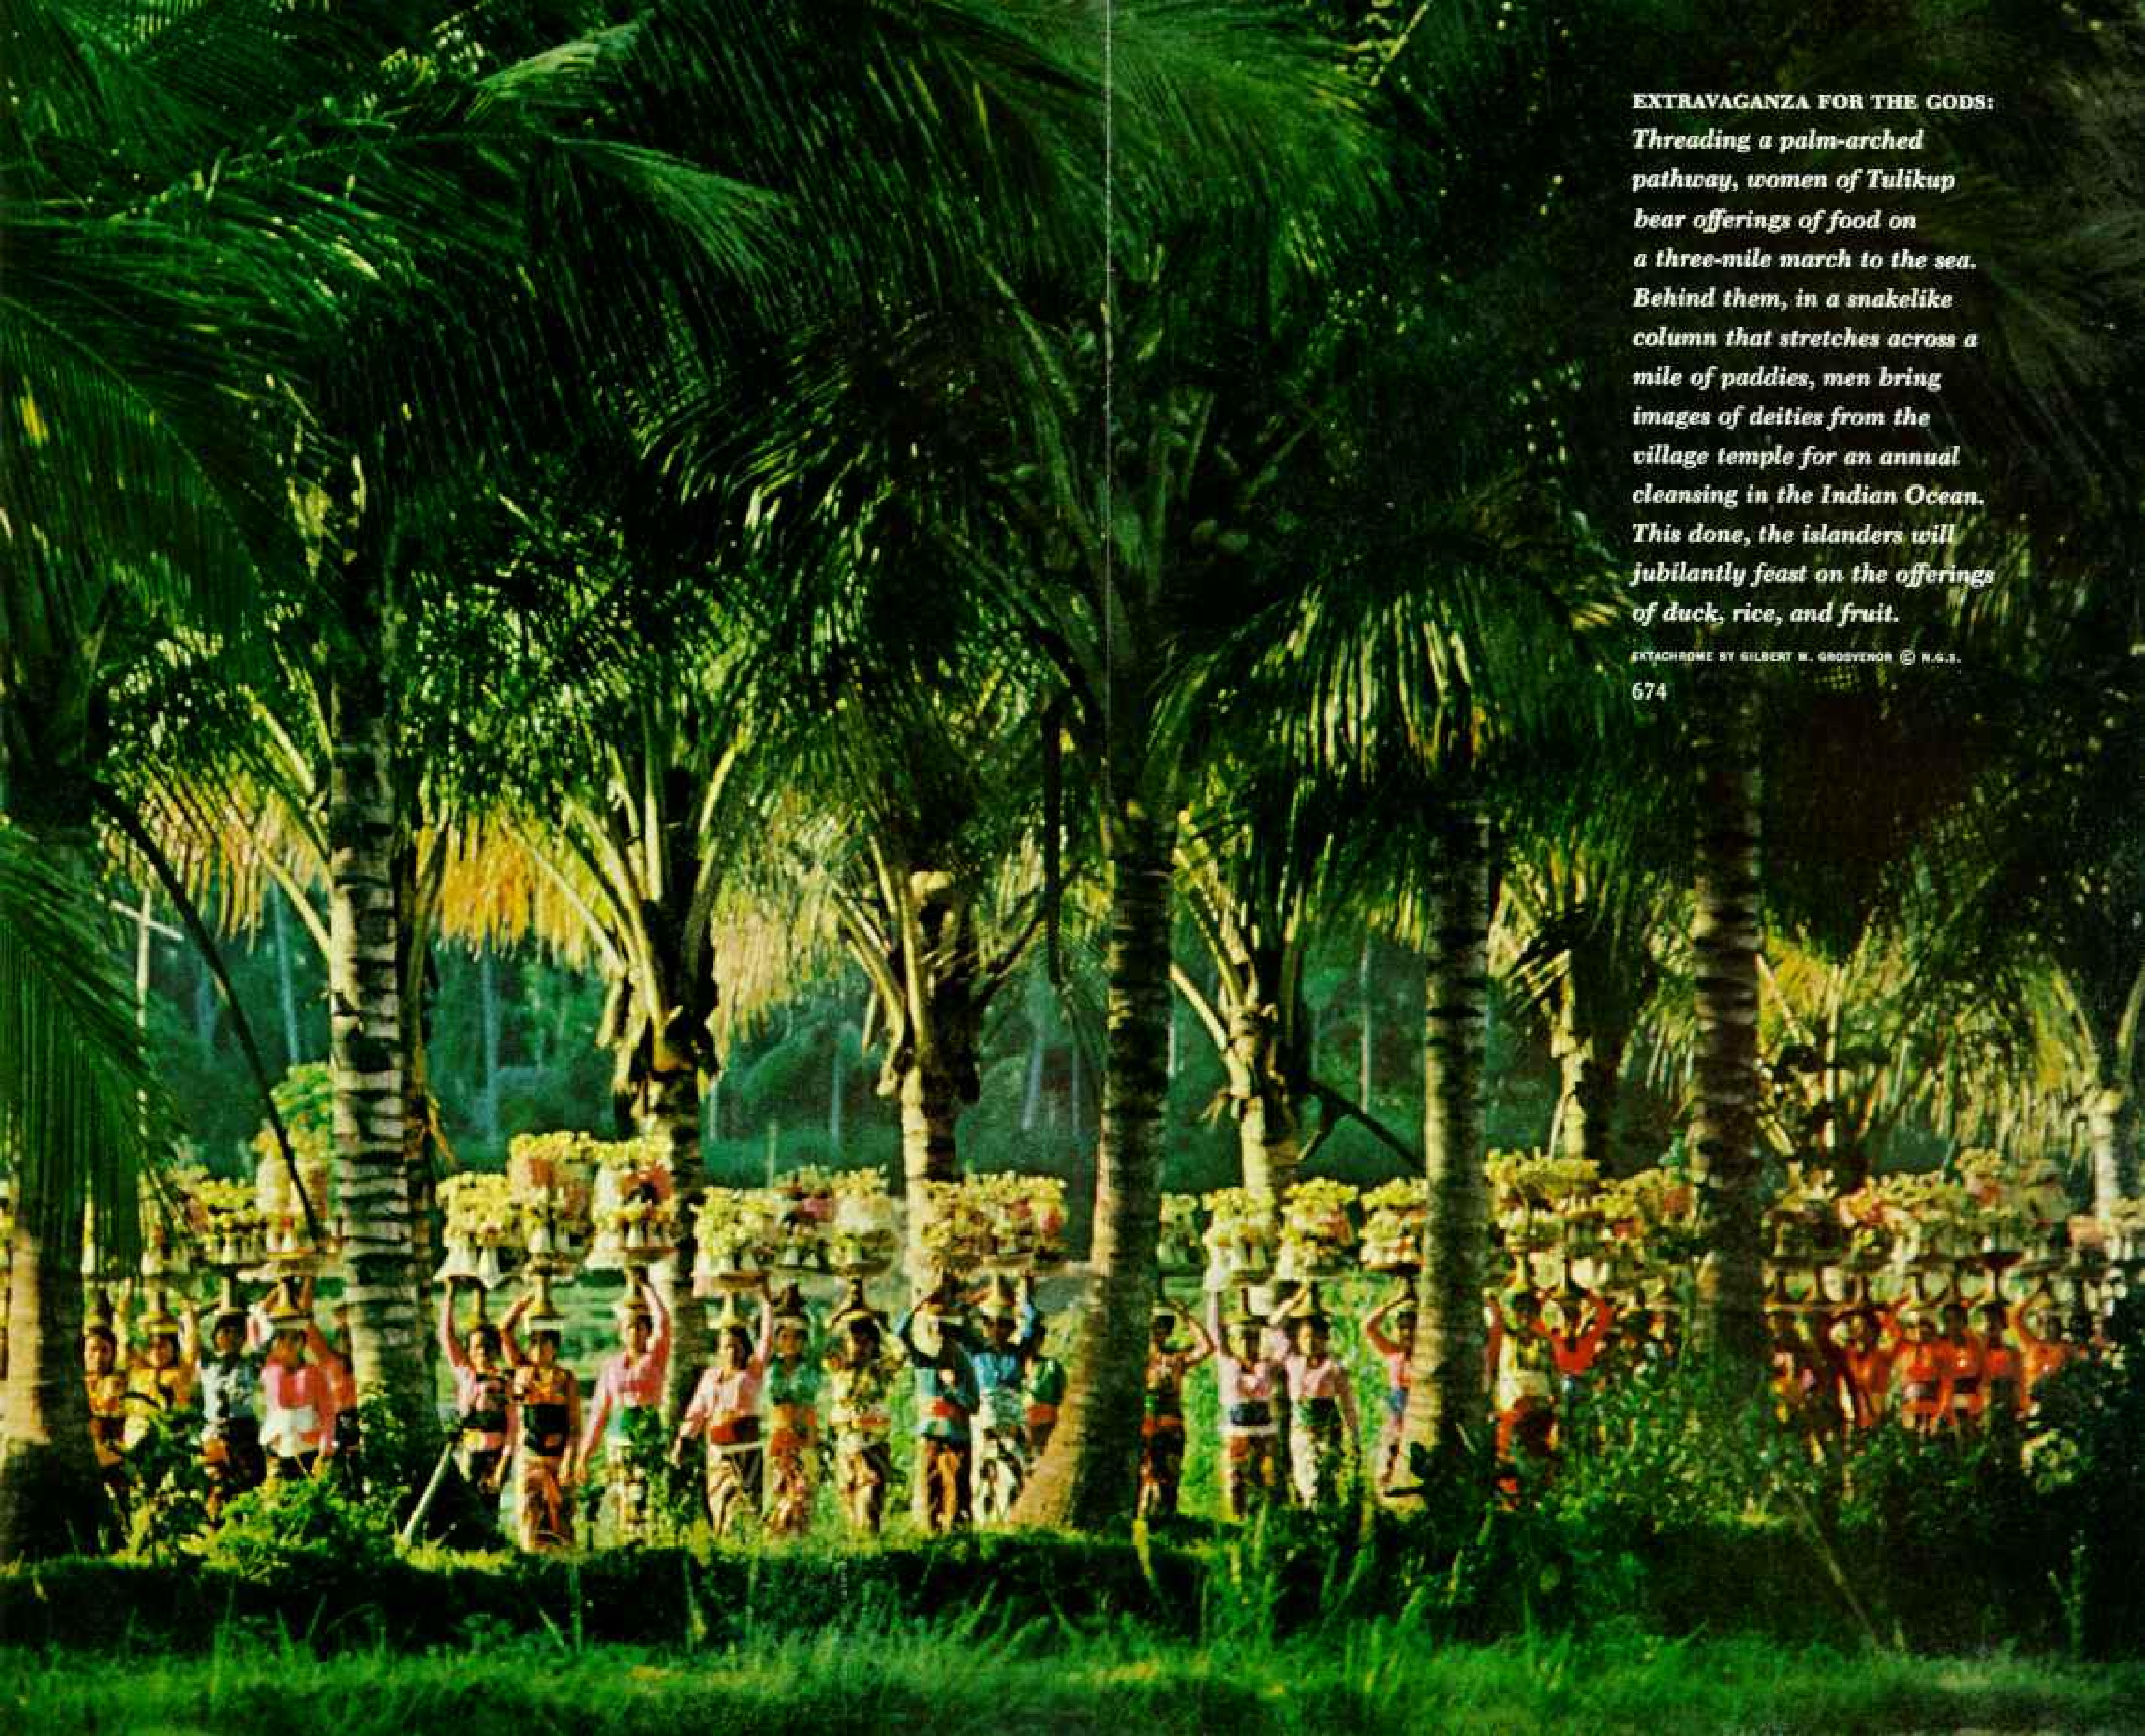 EXTRAVAGANZA FOR THE GODS:
Threading a palm-arched
pathway, women of Tulikup
bear offerings of food on
a three-mile march to the sea.
Behind them, in a snakelike
column that stretches across a
mile of paddies, men bring
images of deities from the
village temple for an annual
cleansing in the Indian Ocean.
This done, the islanders will
jubilantly feast on the offerings
of duck, rice, and fruit.
EKTACHROME BY GILBERT M. GROSVENOR © N.G.S.
674